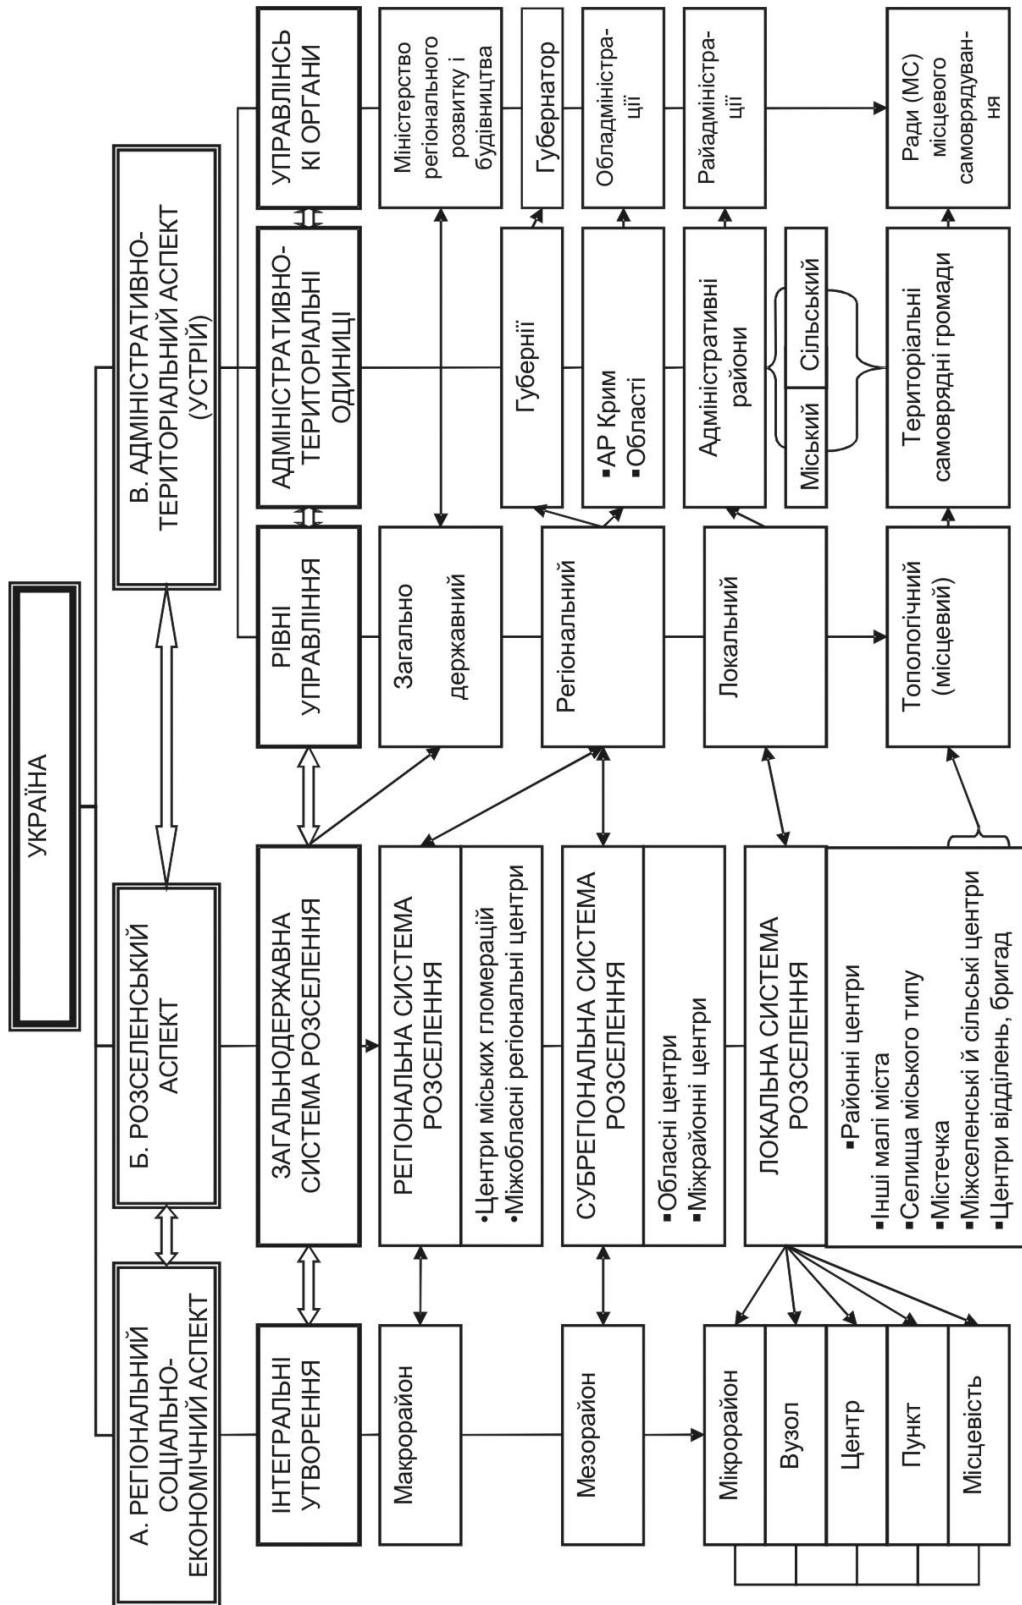 УКРАЇНА
А. РЕГІОНАЛЬНИЙ
СОЦІАЛЬНО-
ЕКОНОМІЧНИЙ АСПЕКТ
Б. РОЗСЕЛЕНСЬКИЙ
АСПЕКТ
В. АДМІНІСТРАТИВНО-
ТЕРИТОРІАЛЬНИЙ АСПЕКТ
(УСТРІЙ)
ІНТЕГРАЛЬНІ
УТВОРЕННЯ
ЗАГАЛЬНОДЕРЖАВНА
СИСТЕМА РОЗСЕЛЕННЯ
РІВНІ
УПРАВЛІННЯ
АДМІНІСТРАТИВНО-
ТЕРИТОРІАЛЬНІ
ОДИНИЦІ
УПРАВЛІНСЬ
КІ ОРГАНИ
Макрорайон
РЕГІОНАЛЬНА СИСТЕМА
РОЗСЕЛЕННЯ
•Центри міських гломерацій
•Міжобласні регіональні центри
Загально
державний
Міністерство
регіонального
розвитку і
будівництва
Мезорайон
СУБРЕГІОНАЛЬНА СИСТЕМА
РОЗСЕЛЕННЯ
▪Обласні центри
▪Міжрайонні центри
Регіональний
Губернії
Губернатор
▪АР Крим
▪Області
Обладміністра-
ції
Мікрорайон
Вузол
Центр
Пункт
Місцевість
ЛОКАЛЬНА СИСТЕМА
РОЗСЕЛЕННЯ
▪Районні центри
▪Інші малі міста
▪Селища міського типу
▪Містечка
▪Міжселенські й сільські центри
▪Центри відділень, бригад
Локальний
Адміністративні
райони
Райадміністра-
ції
Міський
Сільський
Топологічний
(місцевий)
Територіальні
самоврядні громади
Ради (МС)
місцевого
самоврядуван-
ня